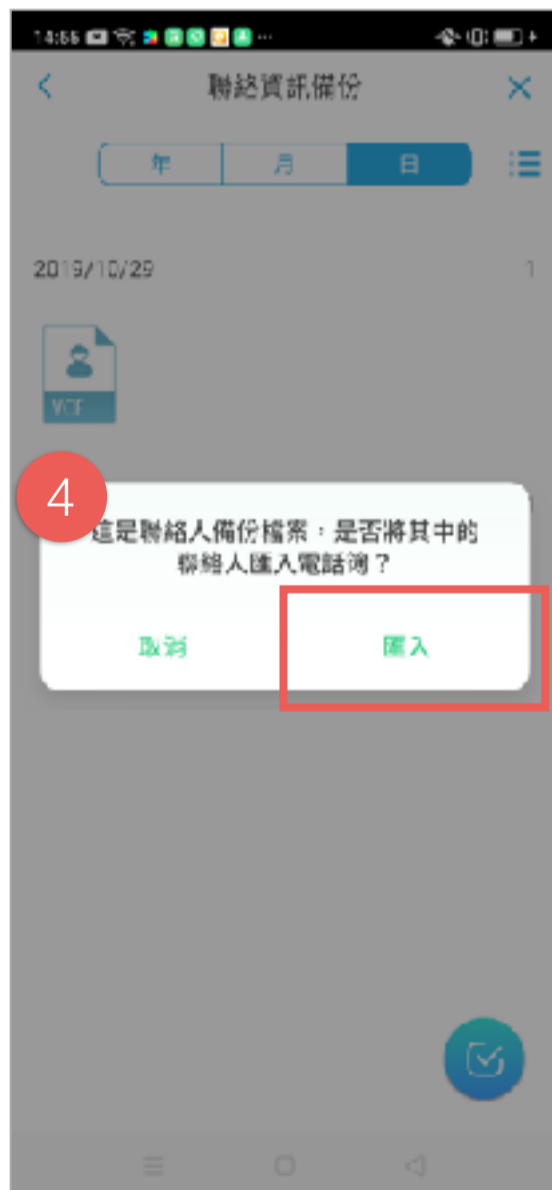 14:55
聯絡資訊備份
年 月 日
2019/10/29 1
VCF
4
這是聯絡人備份檔案,是否將其中的
聯絡人匯入電話簿?
取消 匯入